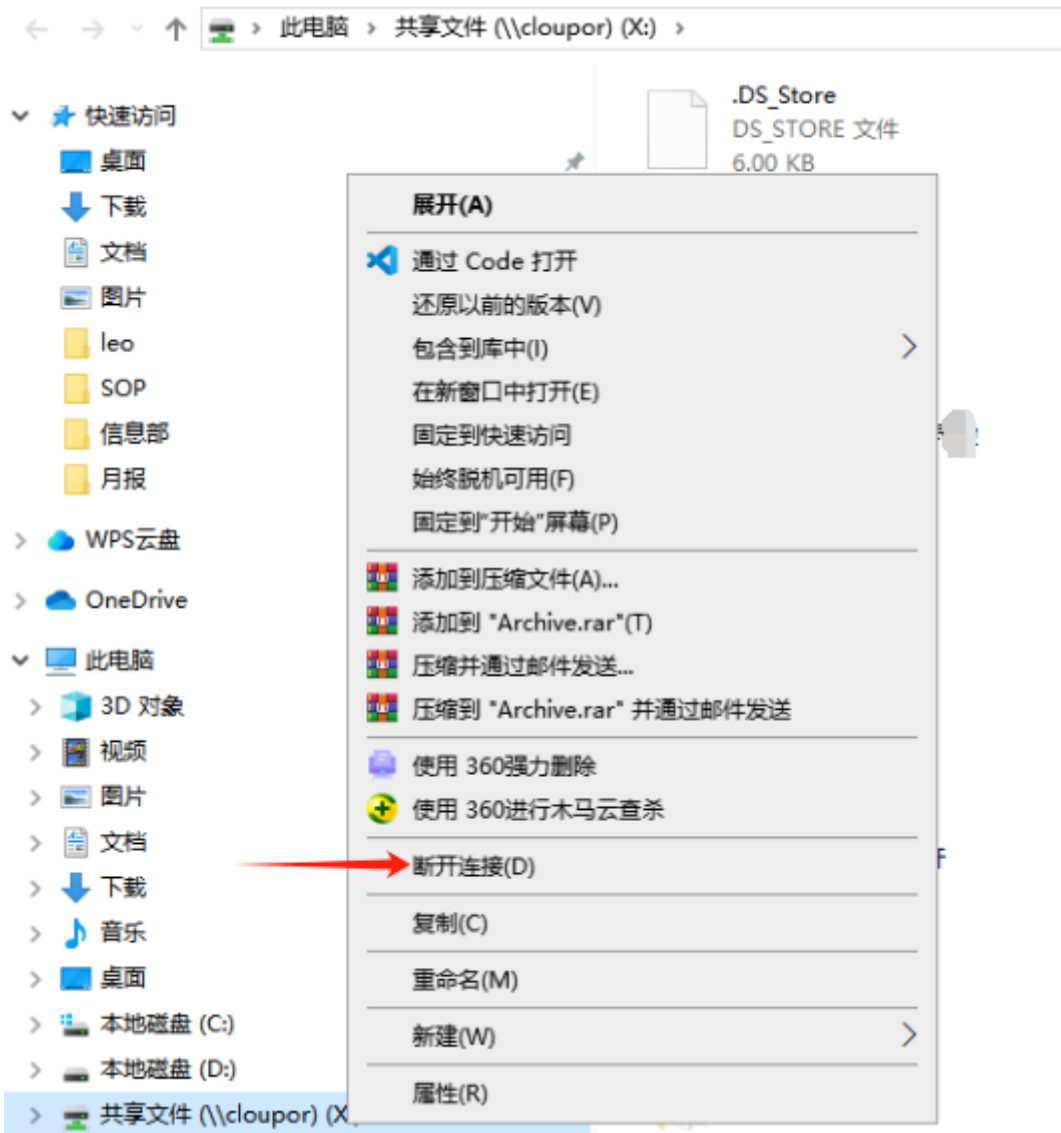 此电脑 > 共享文件 (\\cloupor) (X:) >
快速访问
桌面
下载
文档
图片
leo
SOP
信息部
月报
WPS云盘
OneDrive
此电脑
3D 对象
视频
图片
文档
下载
音乐
桌面
本地磁盘 (C:)
本地磁盘 (D:)
共享文件 (\\cloupor) (X
.DS_Store
DS_STORE 文件
6.00 KB
展开(A)
通过 Code 打开
还原以前的版本(V)
包含到库中(I)
在新窗口中打开(E)
固定到快速访问
始终脱机可用(F)
固定到"开始"屏幕(P)
添加到压缩文件(A)...
添加到 "Archive.rar"(T)
压缩并通过邮件发送...
压缩到 "Archive.rar" 并通过邮件发送
使用 360强力删除
使用 360进行木马云查杀
断开连接(D)
复制(C)
重命名(M)
新建(W)
属性(R)